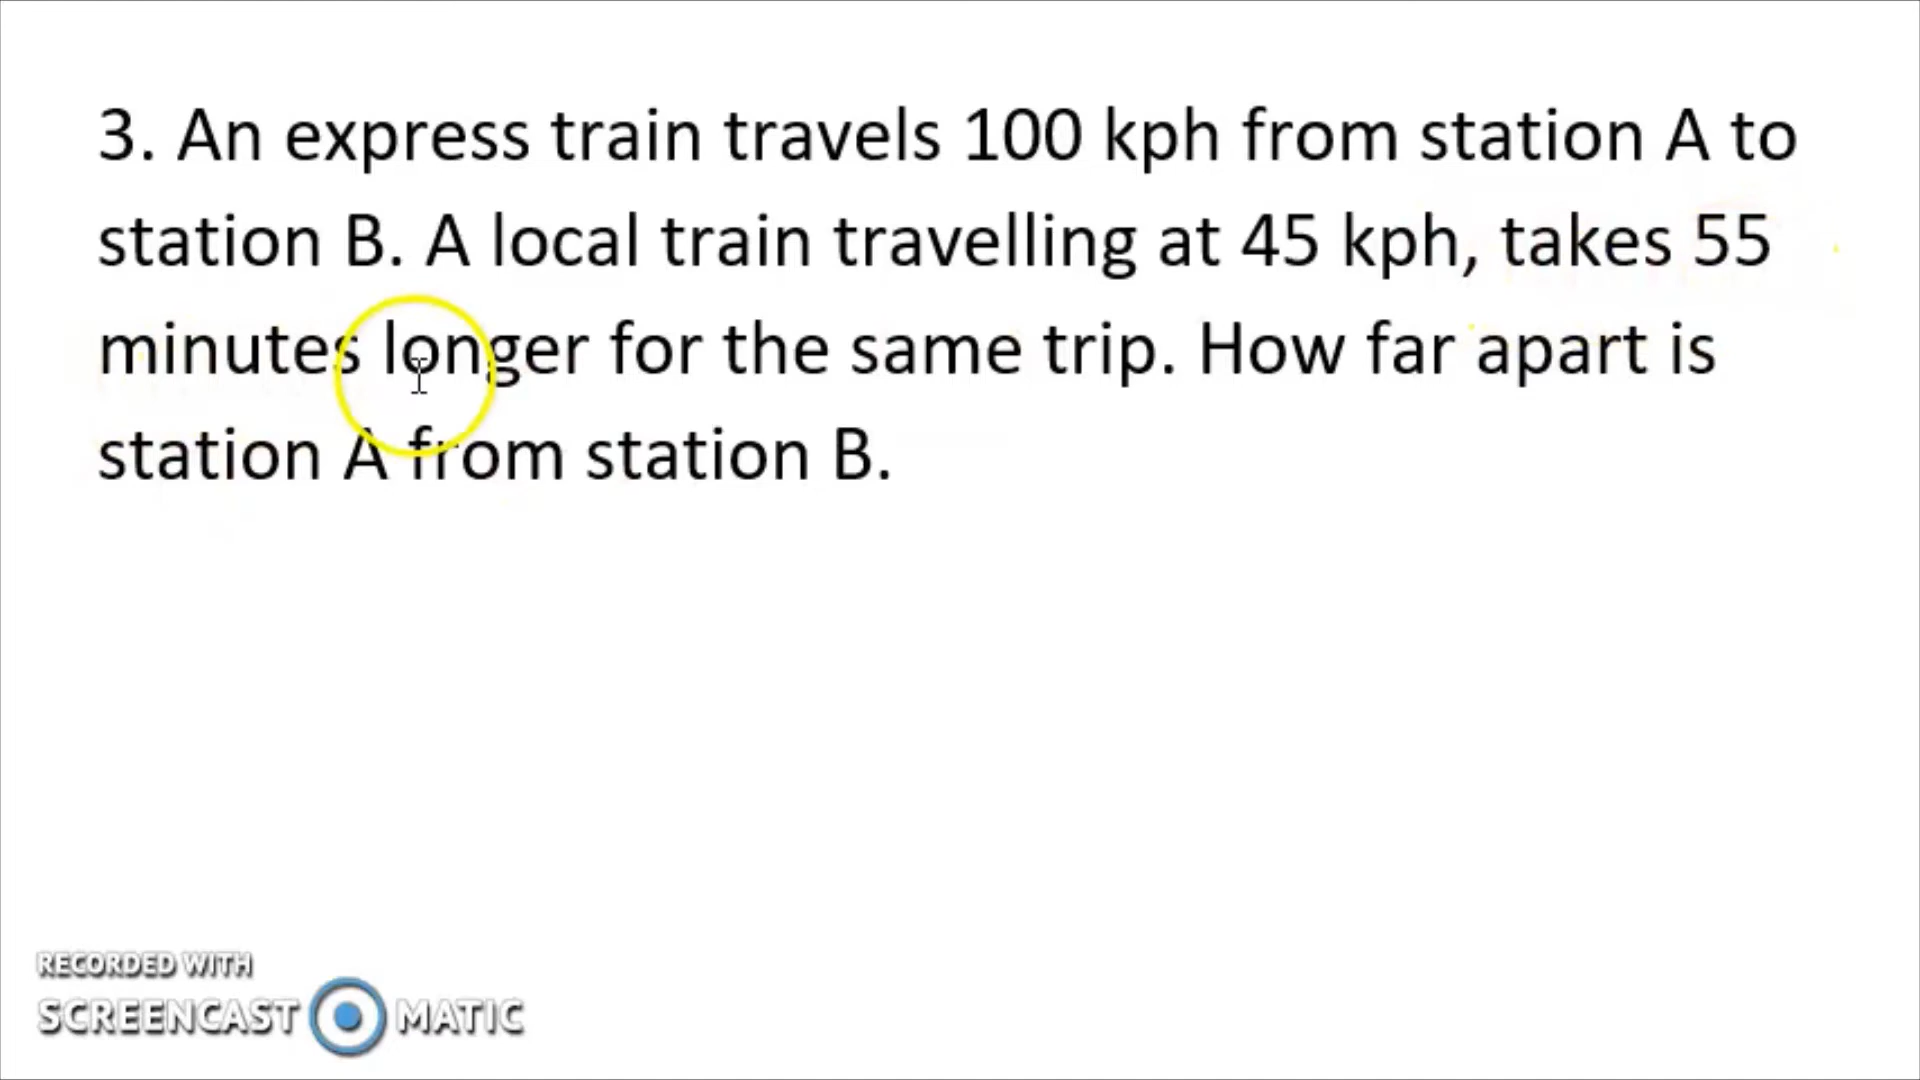 3. An express train travels 100 kph from station A to
station B. A local train travelling at 45 kph, takes 55
minutes longer for the same trip. How far apart is
station A from station B.
RECORDED WITH
SCREENCAST MATIC